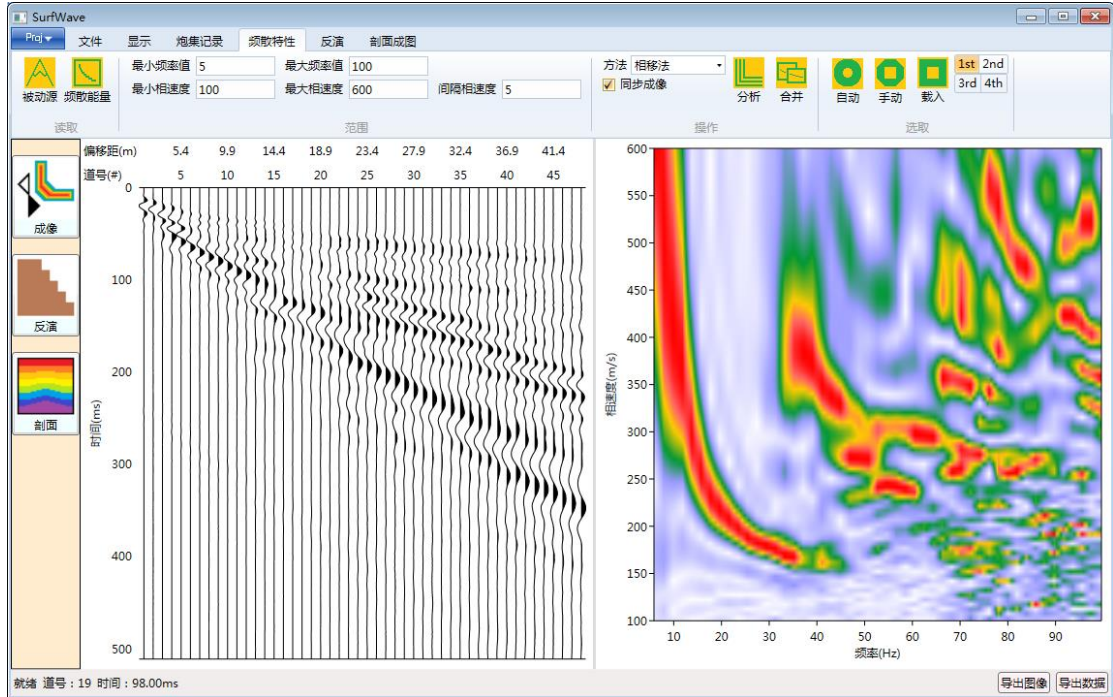 SurfWave
Proj 文件 显示 炮集记录 频散特性 反演 剖面成图
最小频率值 5 最大频率值 100 方法 相移法 1st 2nd
最小相速度 100 最大相速度 600 间隔相速度 5 同步成像 3rd 4th
被动源 频散能量 分析 合并 自动 手动 载入
读取 范围 操作 选取
偏移距(m) 5.4 9.9 14.4 18.9 23.4 27.9 32.4 36.9 41.4
道号(#) 5 10 15 20 25 30 35 40 45
成像
反演
剖面
时间(ms)
0
100
200
300
400
500
相速度(m/s)
600
550
500
450
400
350
300
250
200
150
100
10 20 30 40 50 60 70 80 90
频率(Hz)
就绪 道号：19 时间：98.00ms 导出图像 导出数据